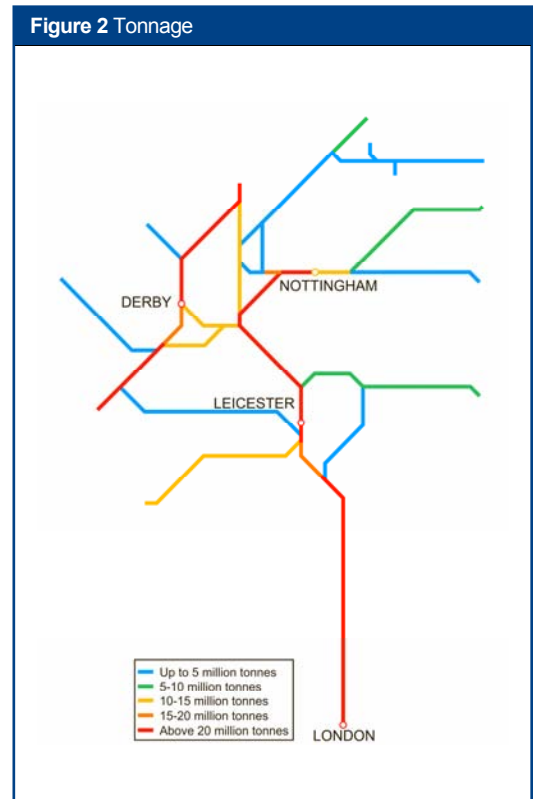 Figure 2 Tonnage
NOTTINGHAM
DERBY
LEICESTER
Up to 5 million tonnes
5-10 million tonnes
10-15 million tonnes
15-20 million tonnes
Above 20 million tonnes
LONDON